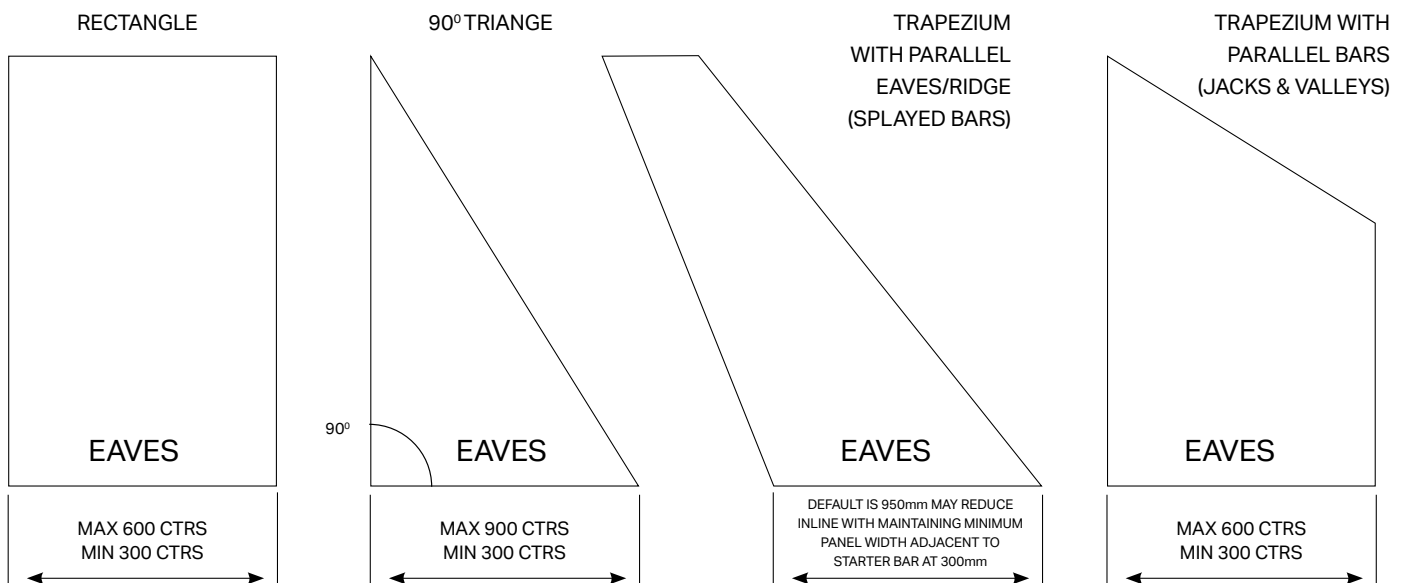 RECTANGLE
90⁰ TRIANGE
TRAPEZIUM
WITH PARALLEL
EAVES/RIDGE
(SPLAYED BARS)
TRAPEZIUM WITH
PARALLEL BARS
(JACKS & VALLEYS)
EAVES
90⁰
EAVES
EAVES
EAVES
MAX 600 CTRS
MIN 300 CTRS
MAX 900 CTRS
MIN 300 CTRS
DEFAULT IS 950mm MAY REDUCE
INLINE WITH MAINTAINING MINIMUM
PANEL WIDTH ADJACENT TO
STARTER BAR AT 300mm
MAX 600 CTRS
MIN 300 CTRS